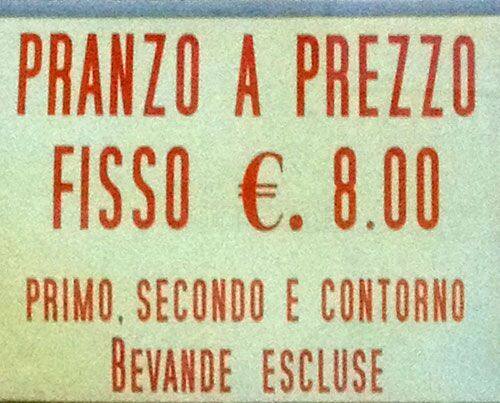 PRANZO A PREZZO
FISSO €. 8.00
PRIMO, SECONDO E CONTORNO
BEVANDE ESCLUSE